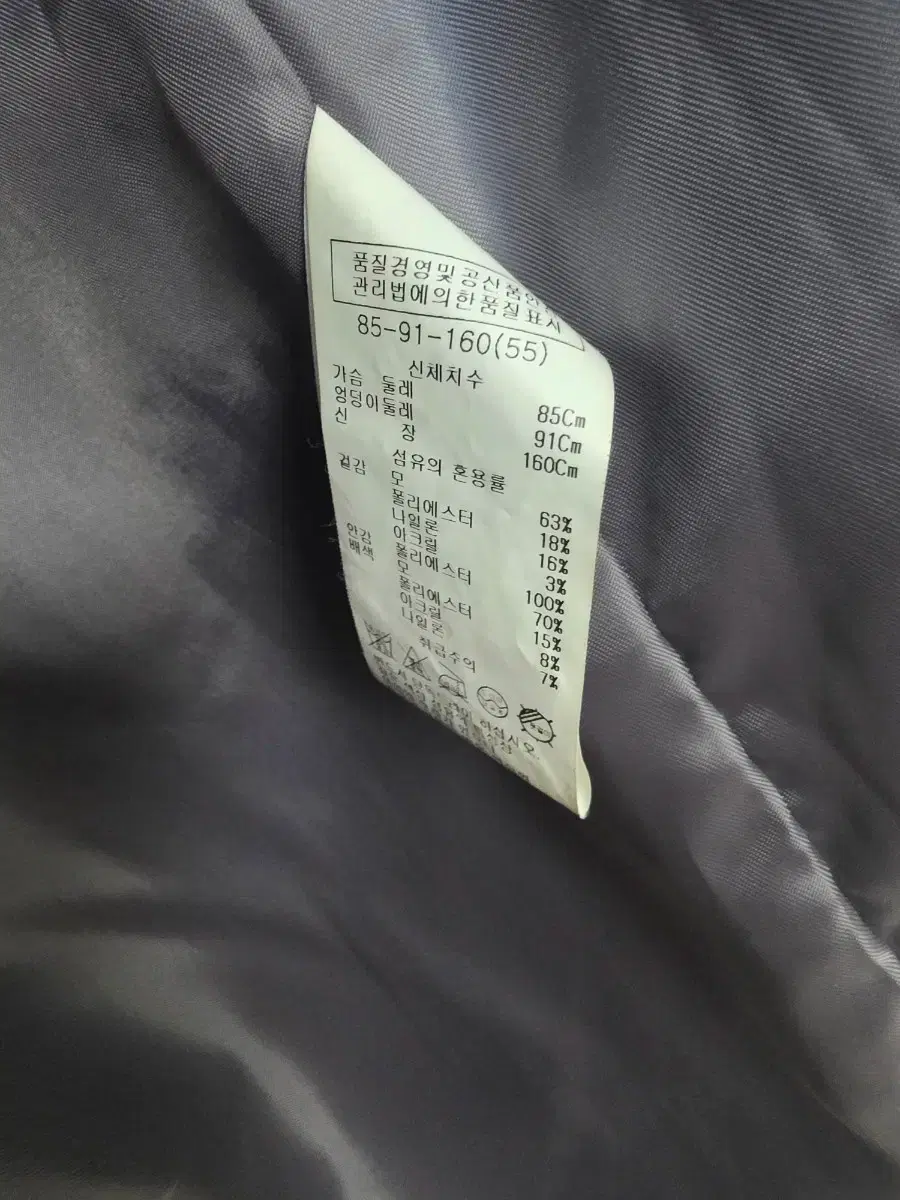 품질경영및공산품안
관리법에의한품질표시
85-91-160(55)
신체치수
가슴 둘레 85Cm
엉덩이둘레 91Cm
신 장 160Cm
섬유의 혼용률
겉감 모 63%
폴리에스터 18%
나일론 16%
아크릴 3%
안감 폴리에스터 100%
배색 모 70%
폴리에스터 15%
아크릴 8%
나일론 7%
취급주의
하십시오.